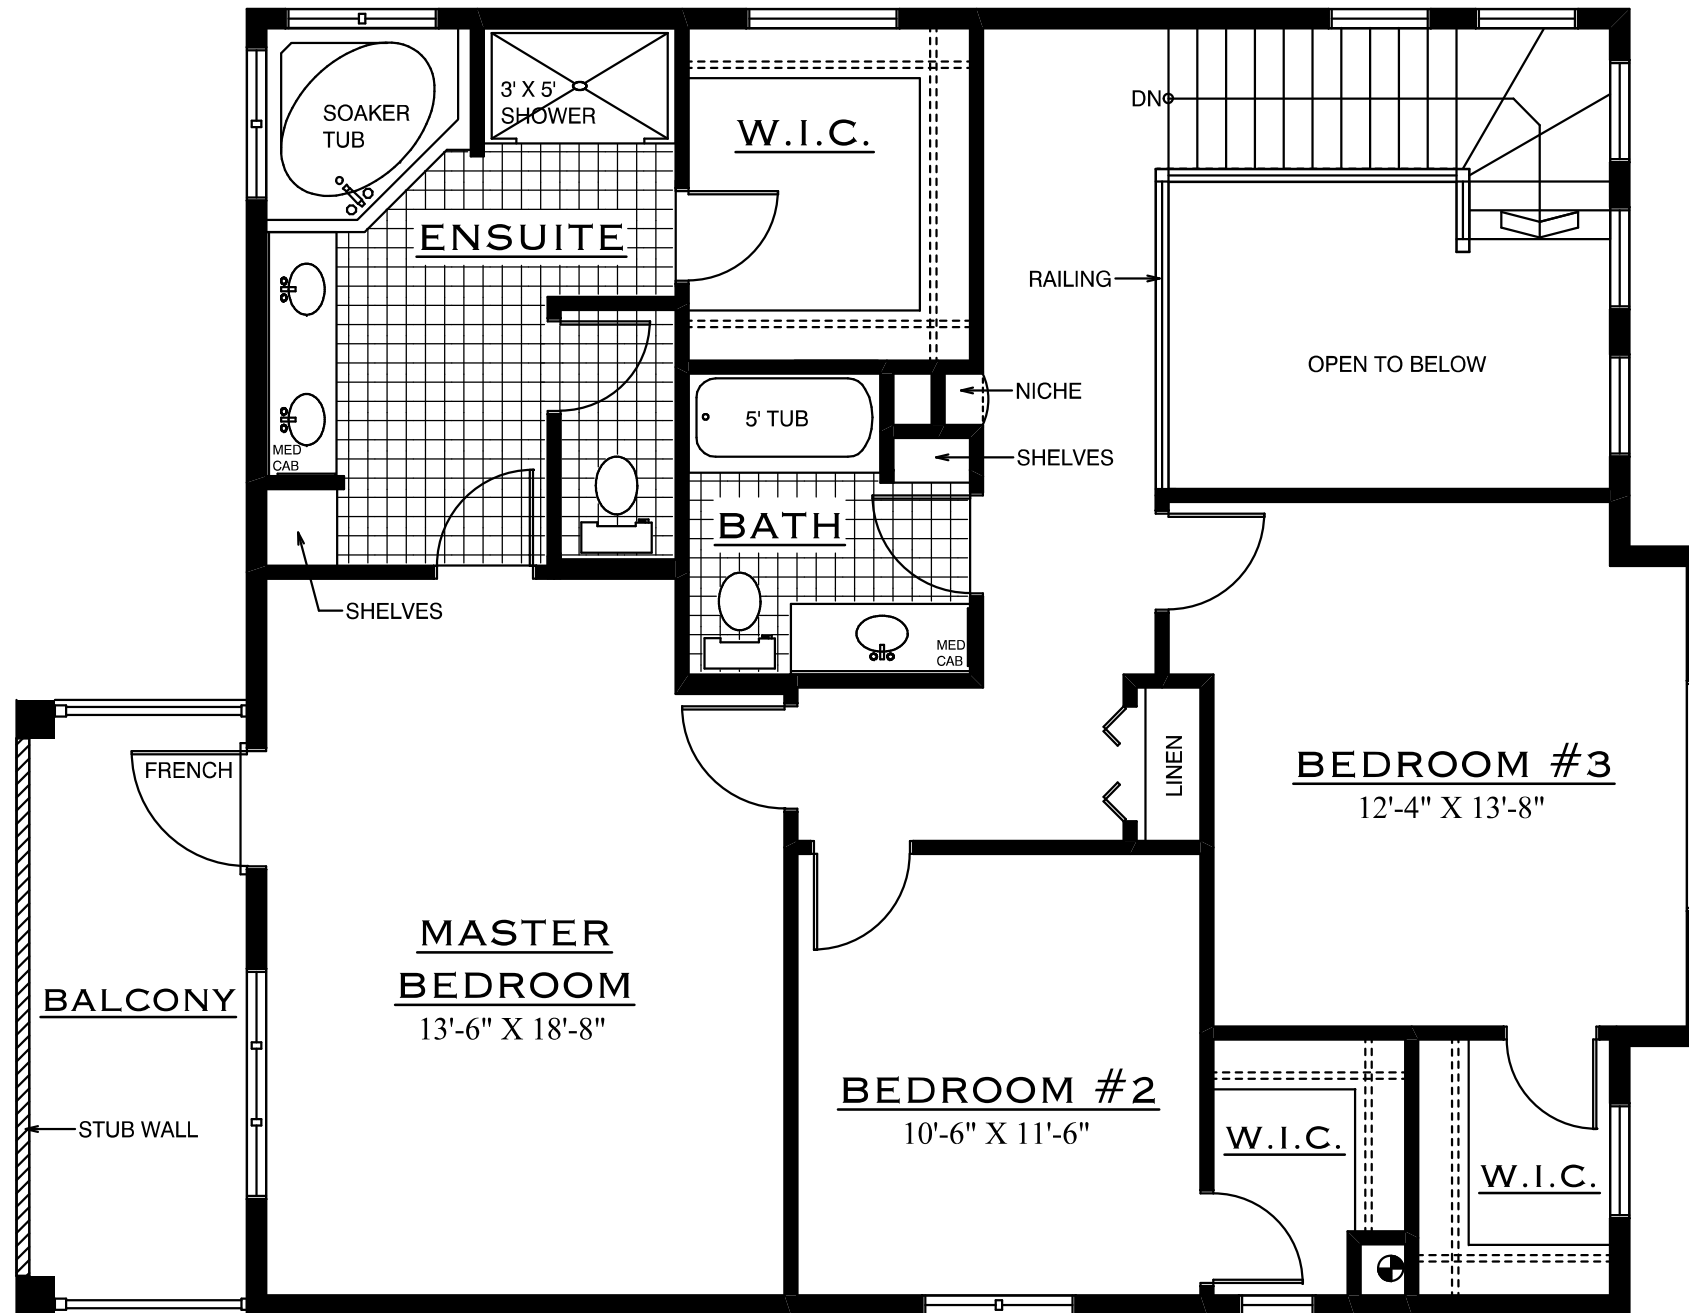 SOAKER
TUB
3' X 5'
SHOWER
W.I.C.
DN
ENSUITE
RAILING
OPEN TO BELOW
NICHE
5' TUB
MED
CAB
SHELVES
BATH
SHELVES
MED
CAB
LINEN
FRENCH
BEDROOM #3
12'-4" X 13'-8"
MASTER
BEDROOM
13'-6" X 18'-8"
BALCONY
BEDROOM #2
10'-6" X 11'-6"
STUB WALL
W.I.C.
W.I.C.